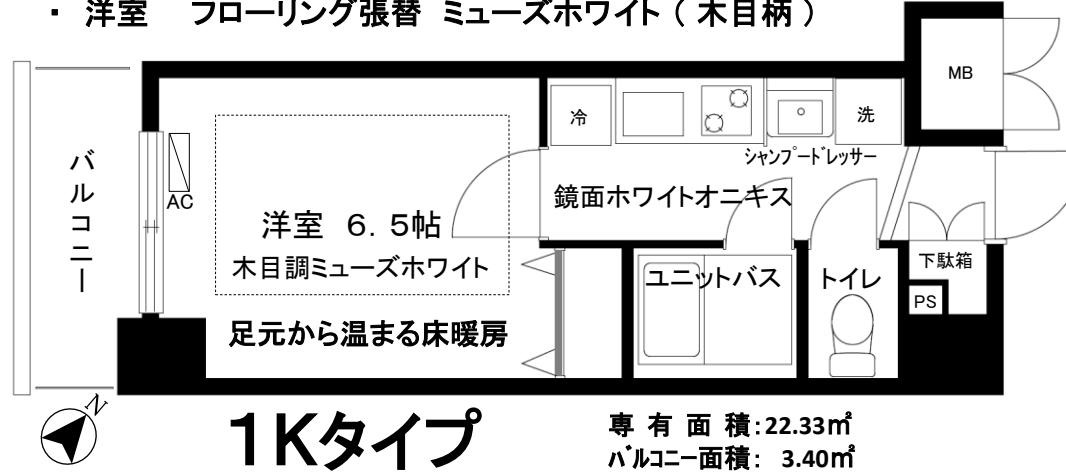 ・ 洋室 フローリング張替 ミューズホワイト（ 木目柄 ）
MB
冷
洗
シャンプードレッサー
バルコニー
AC
鏡面ホワイトオニキス
洋室 6.5帖
木目調ミューズホワイト
ユニットバス
トイレ
下駄箱
PS
足元から温まる床暖房
N
1Kタイプ
専有面積：22.33㎡
バルコニー面積： 3.40㎡